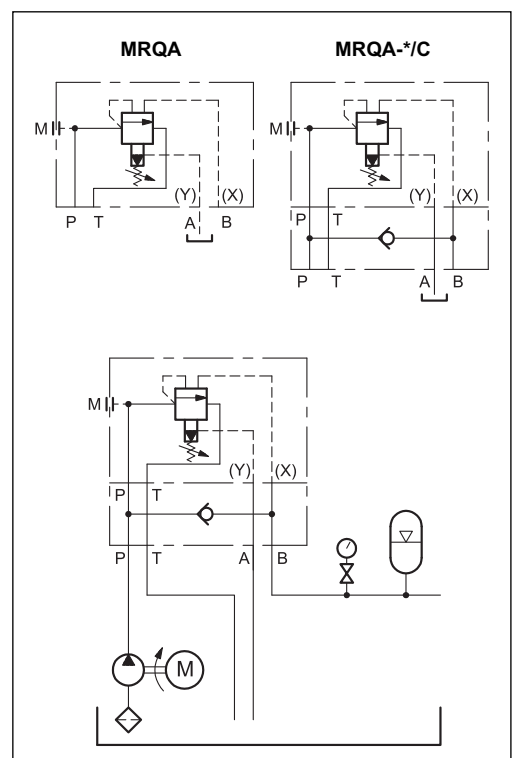 MRQA MRQA-*/C
M M
(Y) (X) (Y) (X)
P T A B P T
P T A B
M
(Y) (X)
P T
P T A B
M